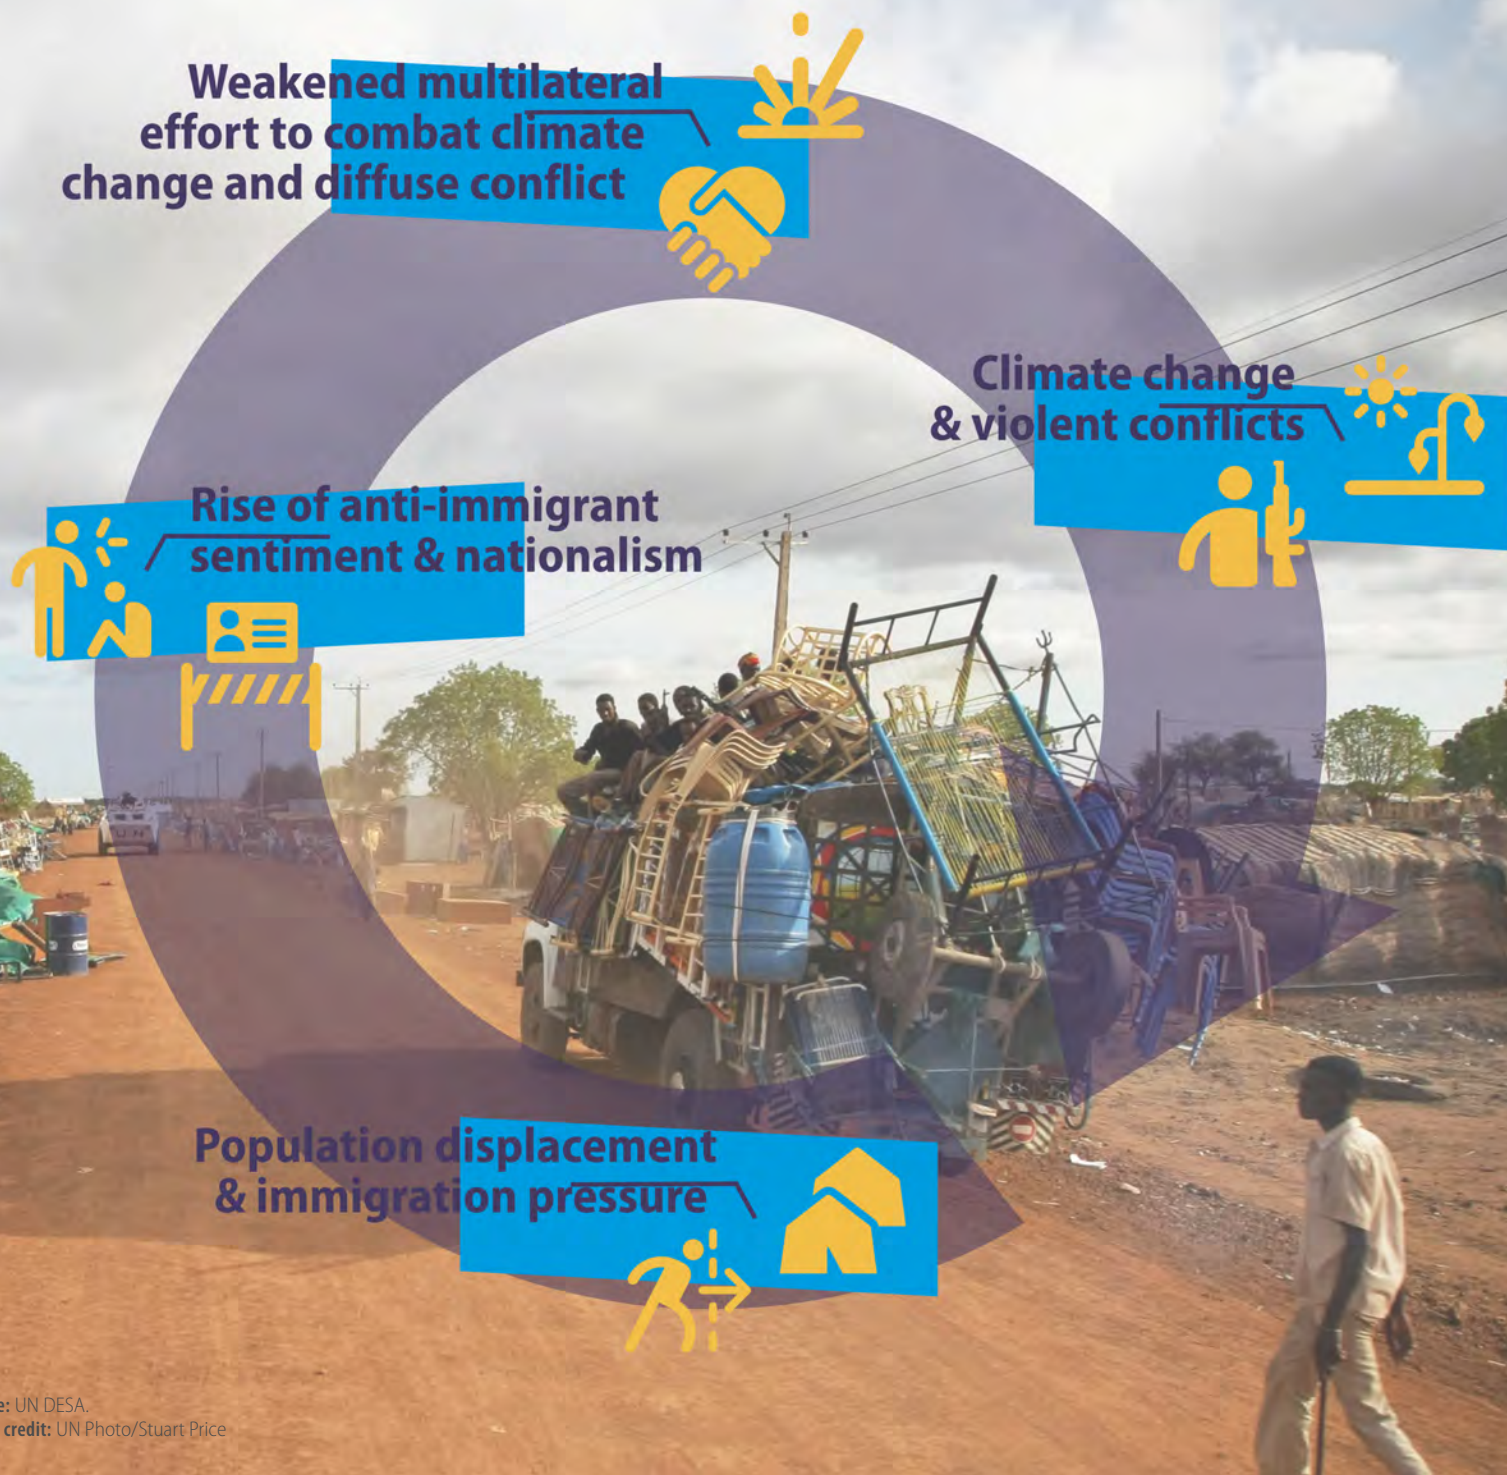 Weakened multilateral
effort to combat climate
change and diffuse conflict
Climate change
& violent conflicts
Rise of anti-immigrant
sentiment & nationalism
UN
Population displacement
& immigration pressure
UN DESA.
credit: UN Photo/Stuart Price